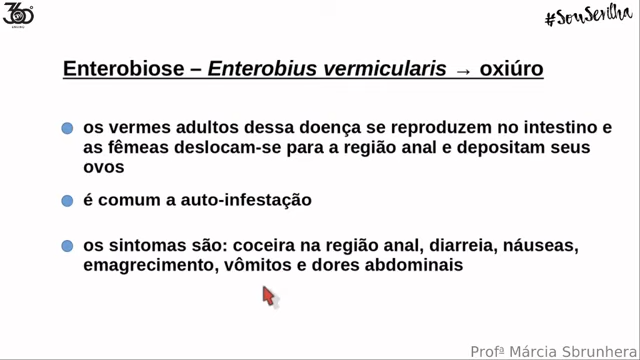 360°
#SouSerilha
Enterobiose – Enterobius vermicularis → oxiúro
os vermes adultos dessa doença se reproduzem no intestino e
as fêmeas deslocam-se para a região anal e depositam seus
ovos
é comum a auto-infestação
os sintomas são: coceira na região anal, diarreia, náuseas,
emagrecimento, vômitos e dores abdominais
Profª Márcia Sbrunhera